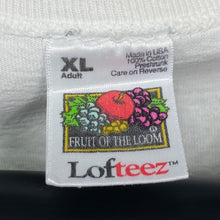 XL
Adult
Made in USA
100% Cotton
Preshrunk
Care on Reverse
FRUIT OF THE LOOM
®
Lofteez™